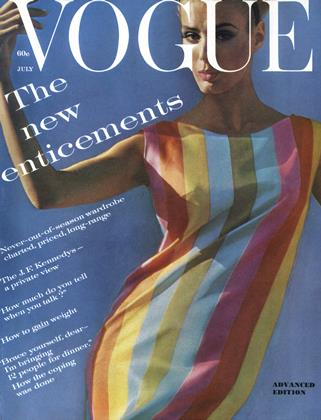 VOGUE
60c
JULY
The
new
enticements
Never-out-of-season wardrobe
charted, priced, long-range
The J.F. Kennedys—
a private view
"How much do you tell
when you talk?"
How to gain weight
"Brace yourself, dear—
I'm bringing
12 people for dinner."
How the coping
was done
ADVANCED
EDITION